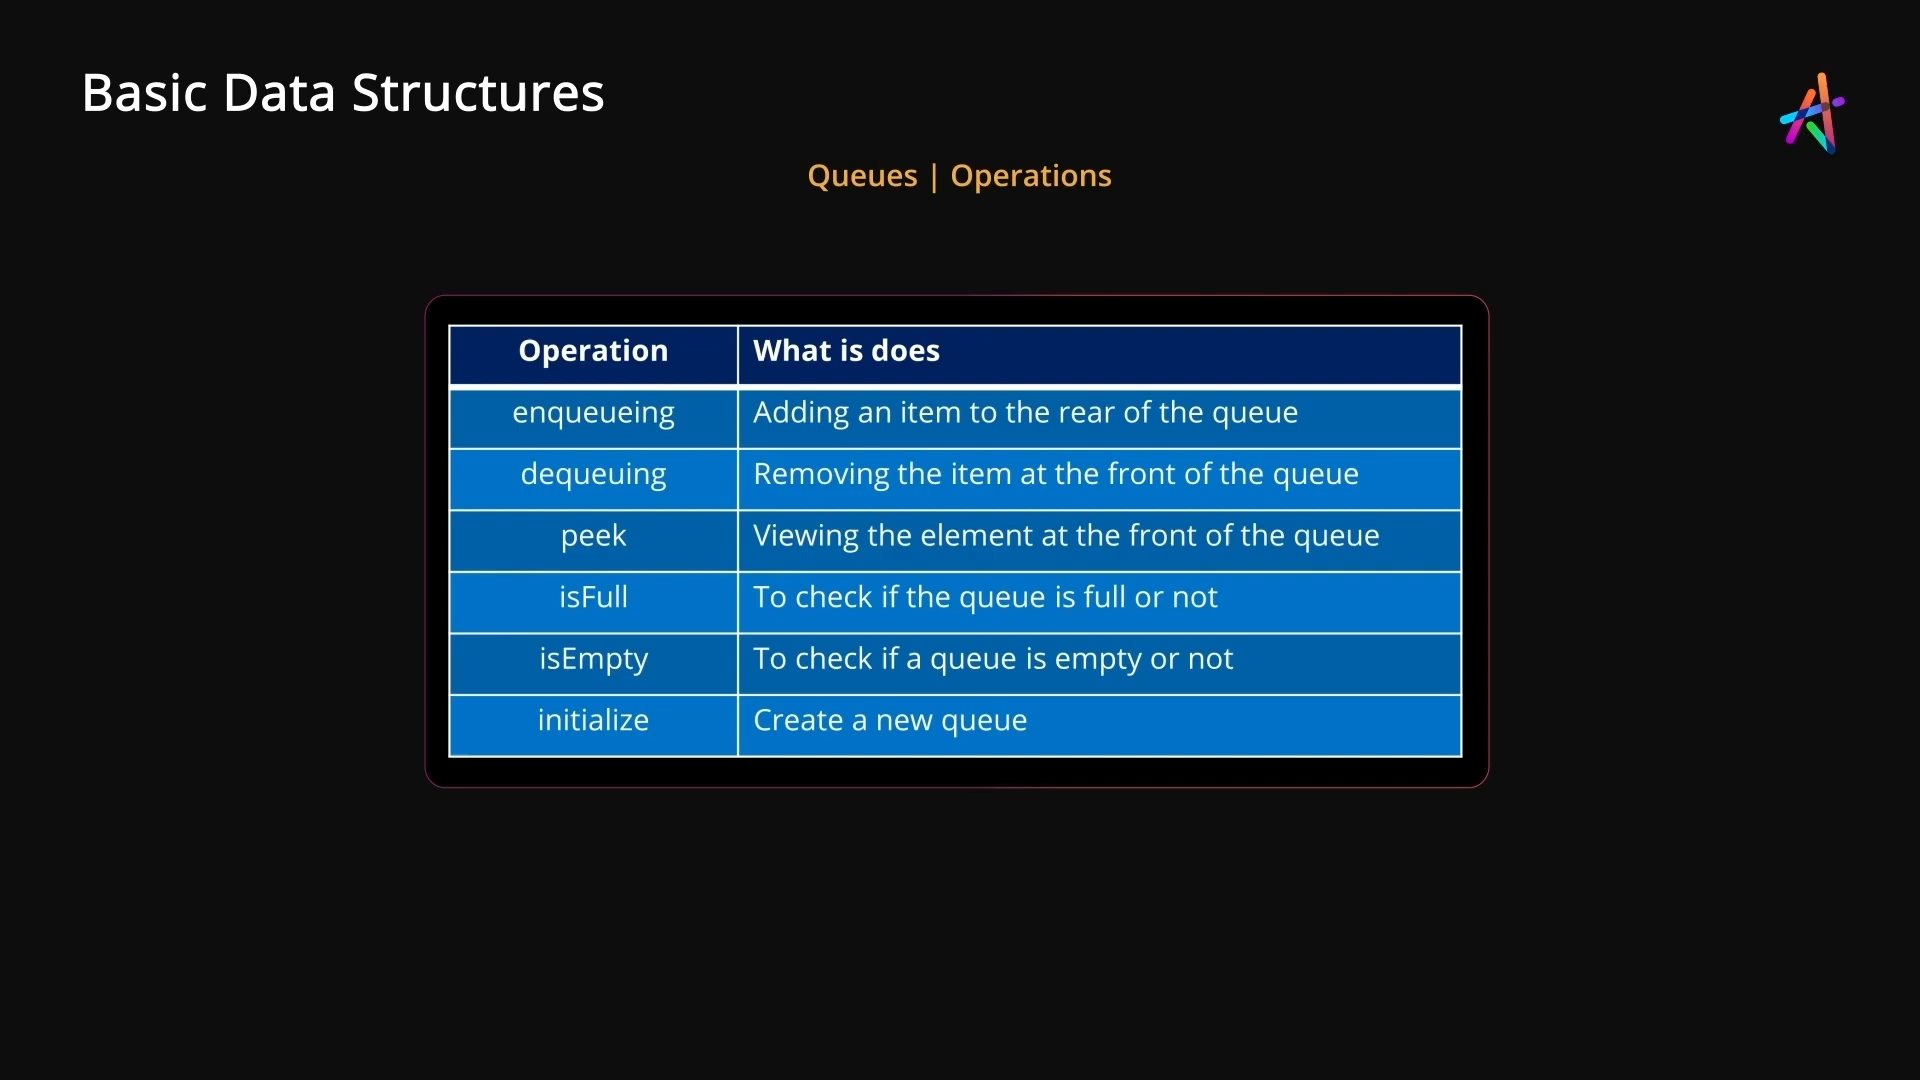 Basic Data Structures
Queues | Operations
Operation What is does
enqueueing Adding an item to the rear of the queue
dequeuing Removing the item at the front of the queue
peek Viewing the element at the front of the queue
isFull To check if the queue is full or not
isEmpty To check if a queue is empty or not
initialize Create a new queue